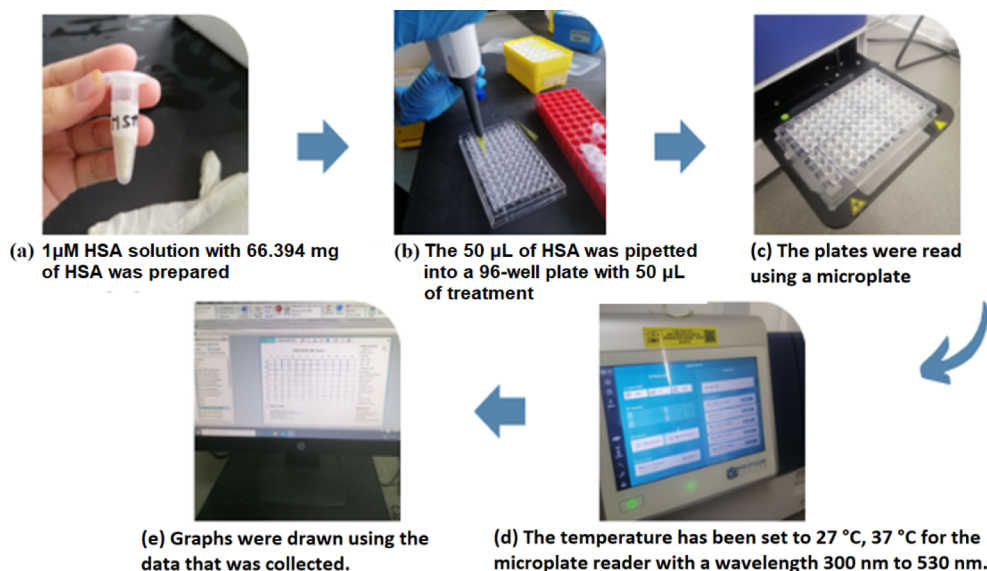 HSA
(a) 1µM HSA solution with 66.394 mg
of HSA was prepared
(b) The 50 µL of HSA was pipetted
into a 96-well plate with 50 µL
of treatment
(c) The plates were read
using a microplate
(d) The temperature has been set to 27 °C, 37 °C for the
microplate reader with a wavelength 300 nm to 530 nm.
(e) Graphs were drawn using the
data that was collected.